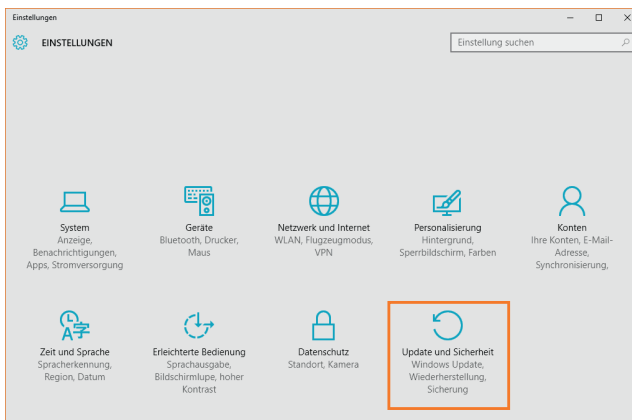 Einstellungen
EINSTELLUNGEN
Einstellung suchen
System
Anzeige,
Benachrichtigungen,
Apps, Stromversorgung
Geräte
Bluetooth, Drucker,
Maus
Netzwerk und Internet
WLAN, Flugzeugmodus,
VPN
Personalisierung
Hintergrund,
Sperrbildschirm, Farben
Konten
Ihre Konten, E-Mail-
Adresse,
Synchronisierung,
Zeit und Sprache
Spracherkennung,
Region, Datum
Erleichterte Bedienung
Sprachausgabe,
Bildschirmlupe, hoher
Kontrast
Datenschutz
Standort, Kamera
Update und Sicherheit
Windows Update,
Wiederherstellung,
Sicherung